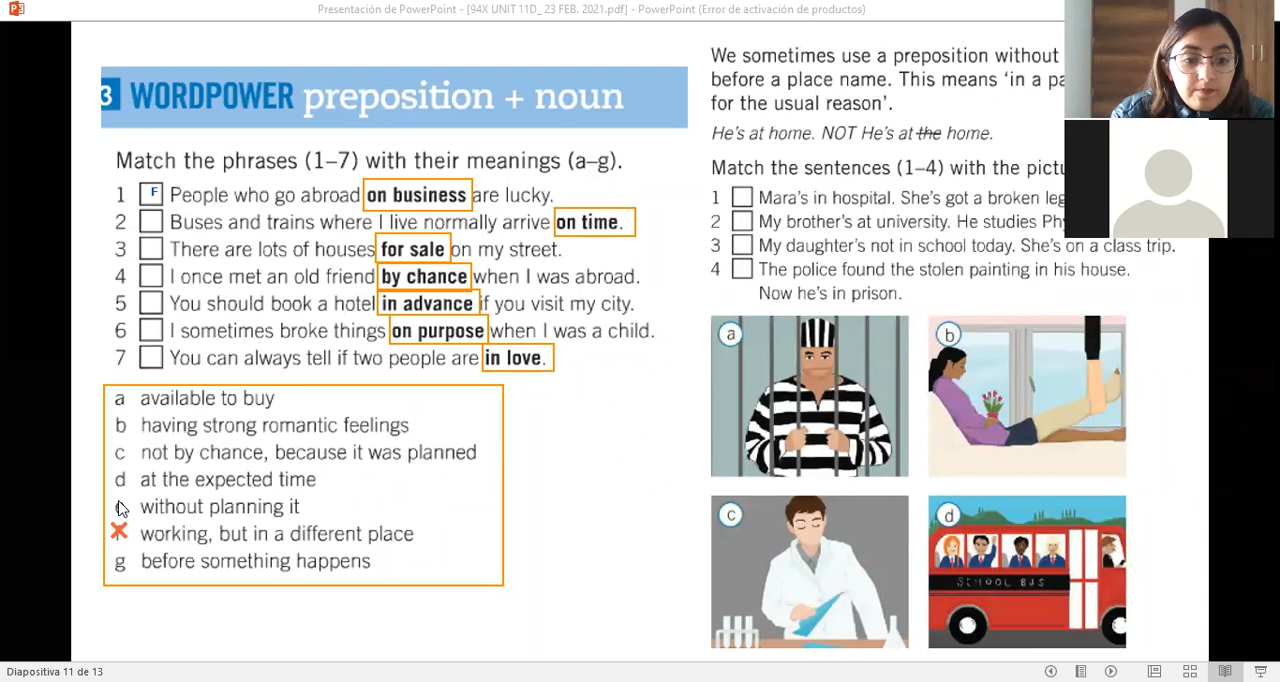 Presentación de PowerPoint - [94X UNIT 11D_ 23 FEB. 2021.pdf] - PowerPoint (Error de activación de productos)
3 WORDPOWER preposition + noun
Match the phrases (1–7) with their meanings (a–g).
1 F People who go abroad on business are lucky.
2 Buses and trains where I live normally arrive on time.
3 There are lots of houses for sale on my street.
4 I once met an old friend by chance when I was abroad.
5 You should book a hotel in advance if you visit my city.
6 I sometimes broke things on purpose when I was a child.
7 You can always tell if two people are in love.
a available to buy
b having strong romantic feelings
c not by chance, because it was planned
d at the expected time
without planning it
working, but in a different place
g before something happens
We sometimes use a preposition without
before a place name. This means ‘in a
for the usual reason’.
He's at home. NOT He's at the home.
Match the sentences (1–4) with the
1 Mara's in hospital. She's got a broken
2 My brother's at university. He studies
3 My daughter's not in school today. She's on a class trip.
4 The police found the stolen painting in his house.
Now he's in prison.
a
b
c
d
SCHOOL BUS
Diapositiva 11 de 13